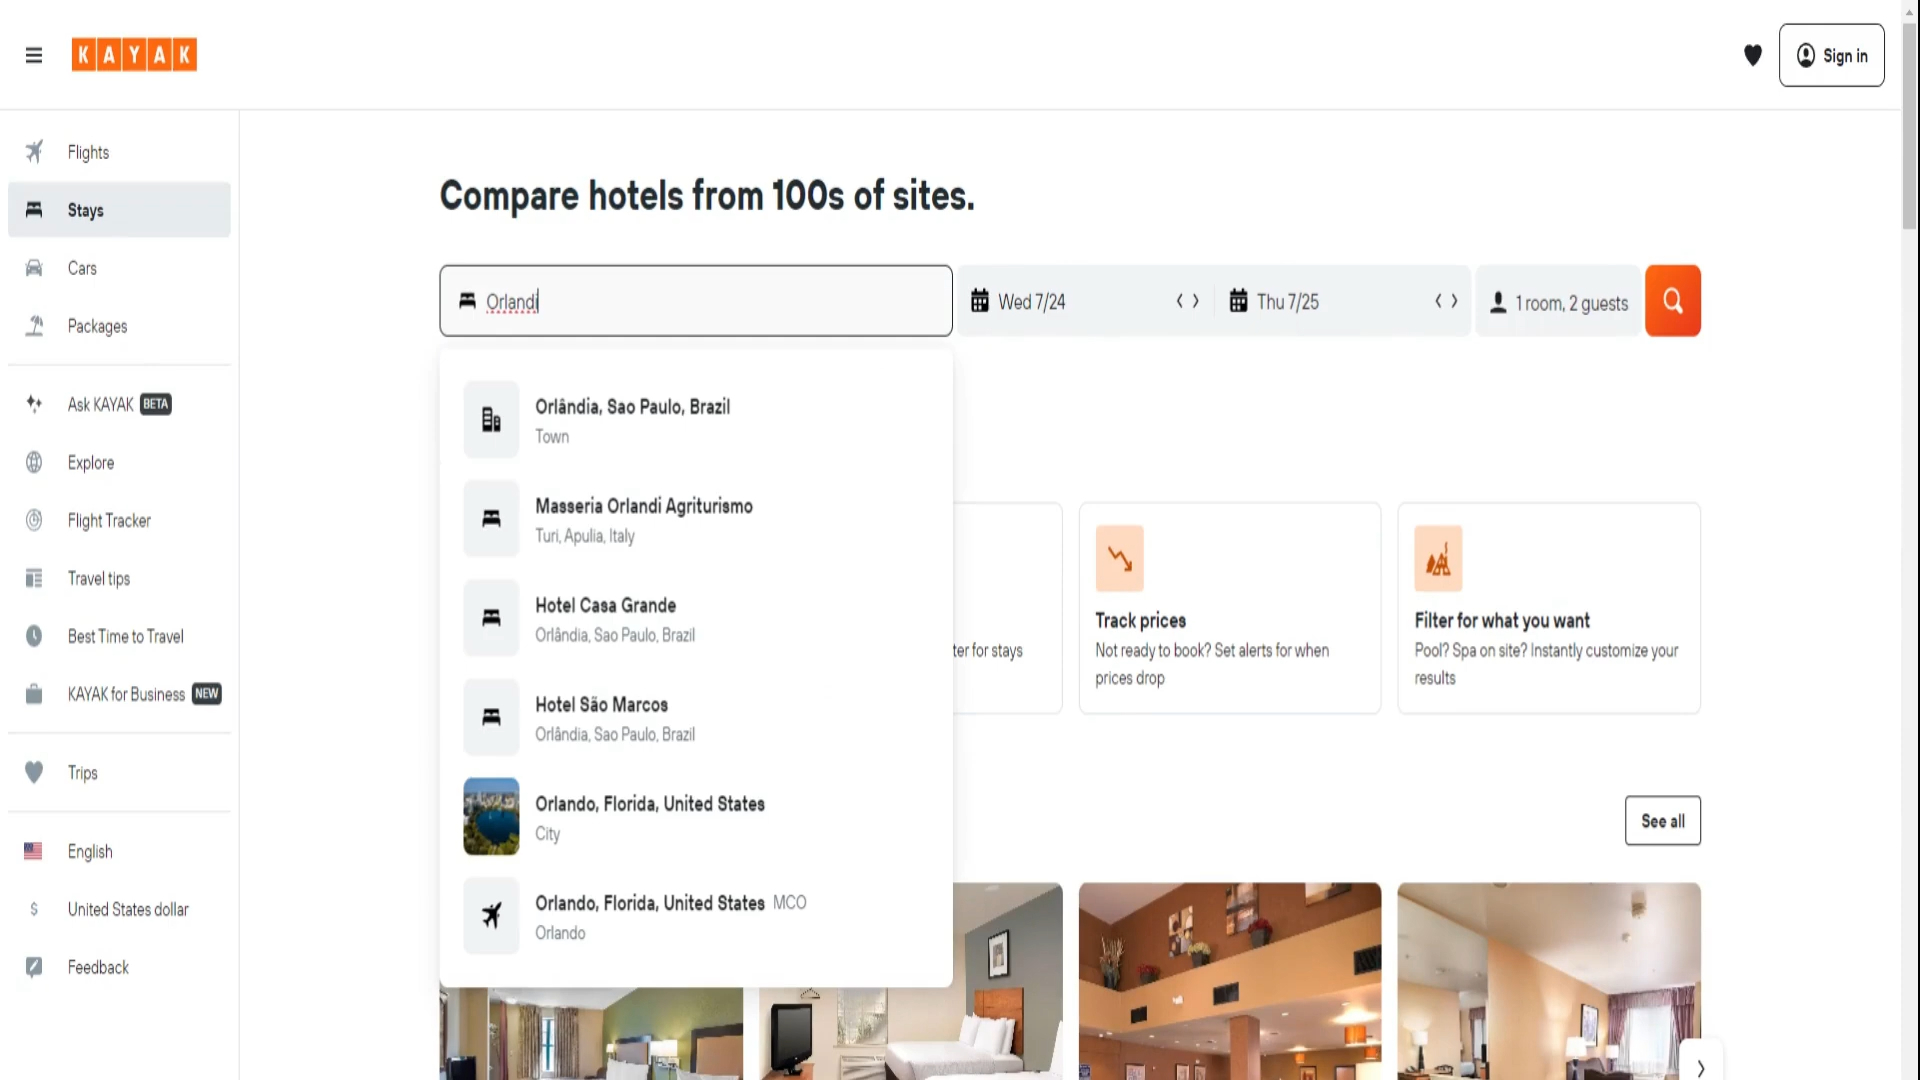 KAYAK
Sign in
Flights
Stays
Cars
Packages
Ask KAYAK BETA
Explore
Flight Tracker
Travel tips
Best Time to Travel
KAYAK for Business NEW
Trips
English
$ United States dollar
Feedback
Compare hotels from 100s of sites.
Orlandi
Wed 7/24
Thu 7/25
1 room, 2 guests
Orlândia, Sao Paulo, Brazil
Town
Masseria Orlandi Agriturismo
Turi, Apulia, Italy
Hotel Casa Grande
Orlândia, Sao Paulo, Brazil
Hotel São Marcos
Orlândia, Sao Paulo, Brazil
Orlando, Florida, United States
City
Orlando, Florida, United States MCO
Orlando
ter for stays
Track prices
Not ready to book? Set alerts for when
prices drop
Filter for what you want
Pool? Spa on site? Instantly customize your
results
See all